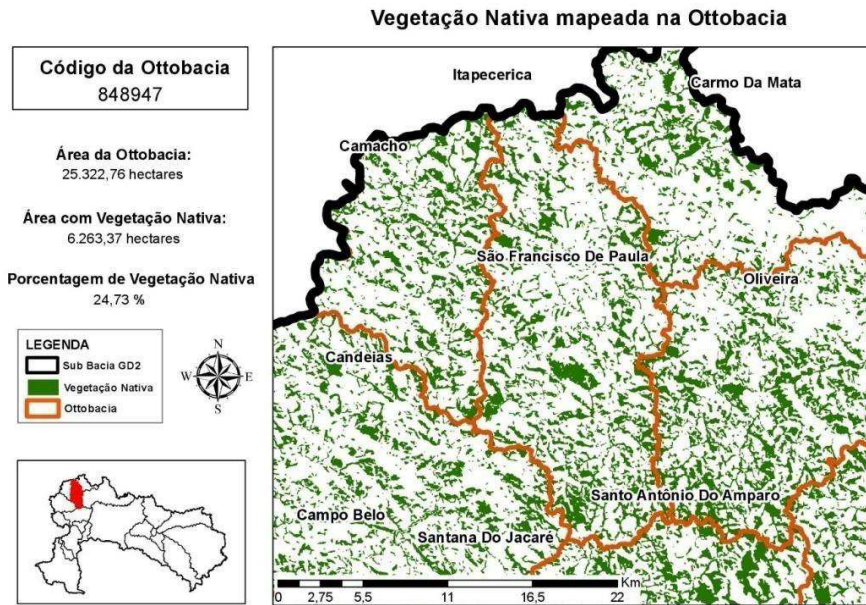 Vegetação Nativa mapeada na Ottobacia
Código da Ottobacia
848947
Área da Ottobacia:
25.322,76 hectares
Área com Vegetação Nativa:
6.263,37 hectares
Porcentagem de Vegetação Nativa
24,73 %
LEGENDA
Sub Bacia GD2
Vegetação Nativa
Ottobacia
N
W
E
S
Itapecerica
Carmo Da Mata
Camacho
São Francisco De Paula
Oliveira
Candeias
Santo Antônio Do Amparo
Campo Belo
Santana Do Jacaré
Km
0 2,75 5,5 11 16,5 22